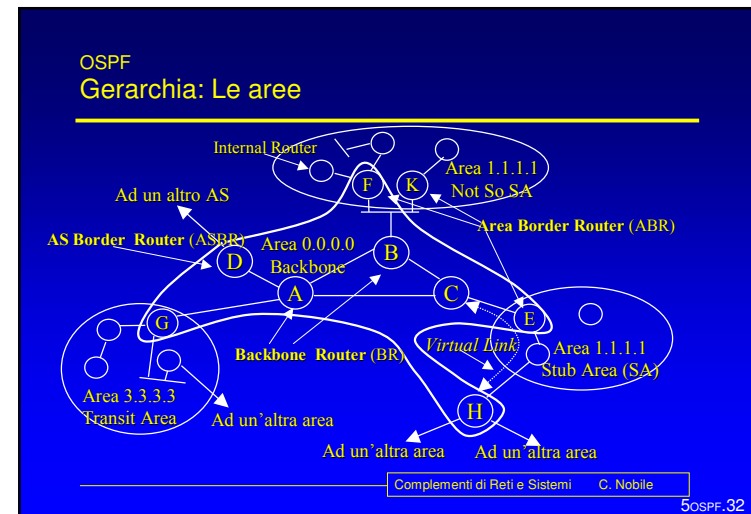 OSPF
Gerarchia: Le aree
Internal Router
Area 1.1.1.1
Not So SA
F
K
Ad un altro AS
Area Border Router (ABR)
AS Border Router (ASBR)
Area 0.0.0.0
Backbone
B
D
A
C
E
G
Backbone Router (BR)
Virtual Link
Area 1.1.1.1
Stub Area (SA)
Area 3.3.3.3
Transit Area
Ad un'altra area
H
Ad un'altra area
Ad un'altra area
Complementi di Reti e Sistemi C. Nobile
5OSPF.32